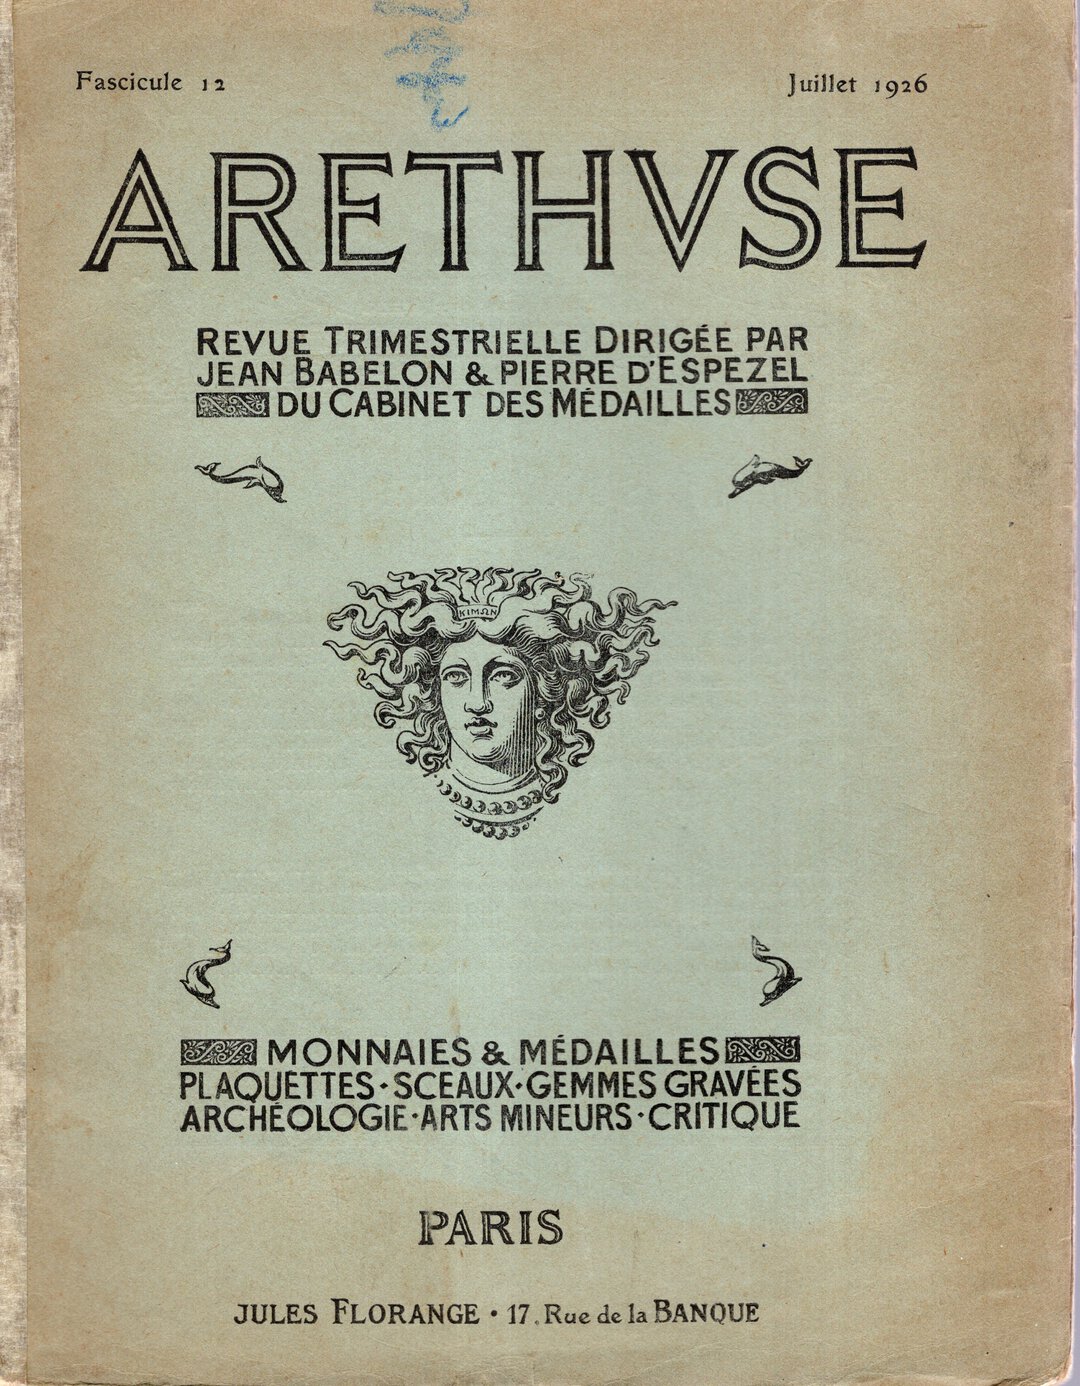 Fascicule 12
Juillet 1926
ARETHVSE
REVUE TRIMESTRIELLE DIRIGÉE PAR
JEAN BABELON & PIERRE D'ESPEZEL
DU CABINET DES MÉDAILLES
ΚΙΜΩΝ
MONNAIES & MÉDAILLES
PLAQUETTES·SCEAUX·GEMMES GRAVÉES
ARCHÉOLOGIE·ARTS MINEURS·CRITIQUE
PARIS
JULES FLORANGE · 17, Rue de la BANQUE